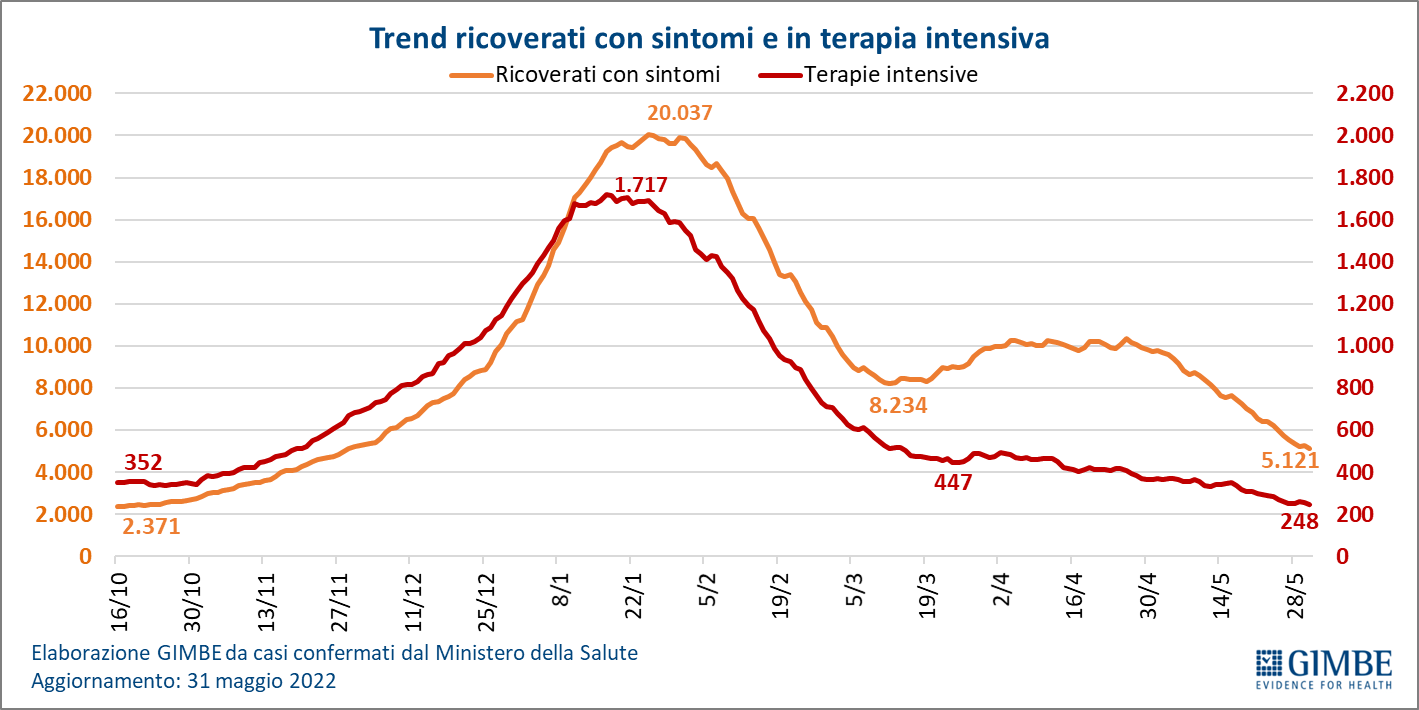 Trend ricoverati con sintomi e in terapia intensiva
Ricoverati con sintomi Terapie intensive
22.000 2.200
20.000 20.037 2.000
18.000 1.717 1.800
16.000 1.600
14.000 1.400
12.000 1.200
10.000 1.000
8.000 8.234 800
6.000 600
352 5.121
4.000 447 400
2.000 2.371 248 200
0 0
16/10 30/10 13/11 27/11 11/12 25/12 8/1 22/1 5/2 19/2 5/3 19/3 2/4 16/4 30/4 14/5 28/5
Elaborazione GIMBE da casi confermati dal Ministero della Salute
Aggiornamento: 31 maggio 2022
GIMBE
EVIDENCE FOR HEALTH